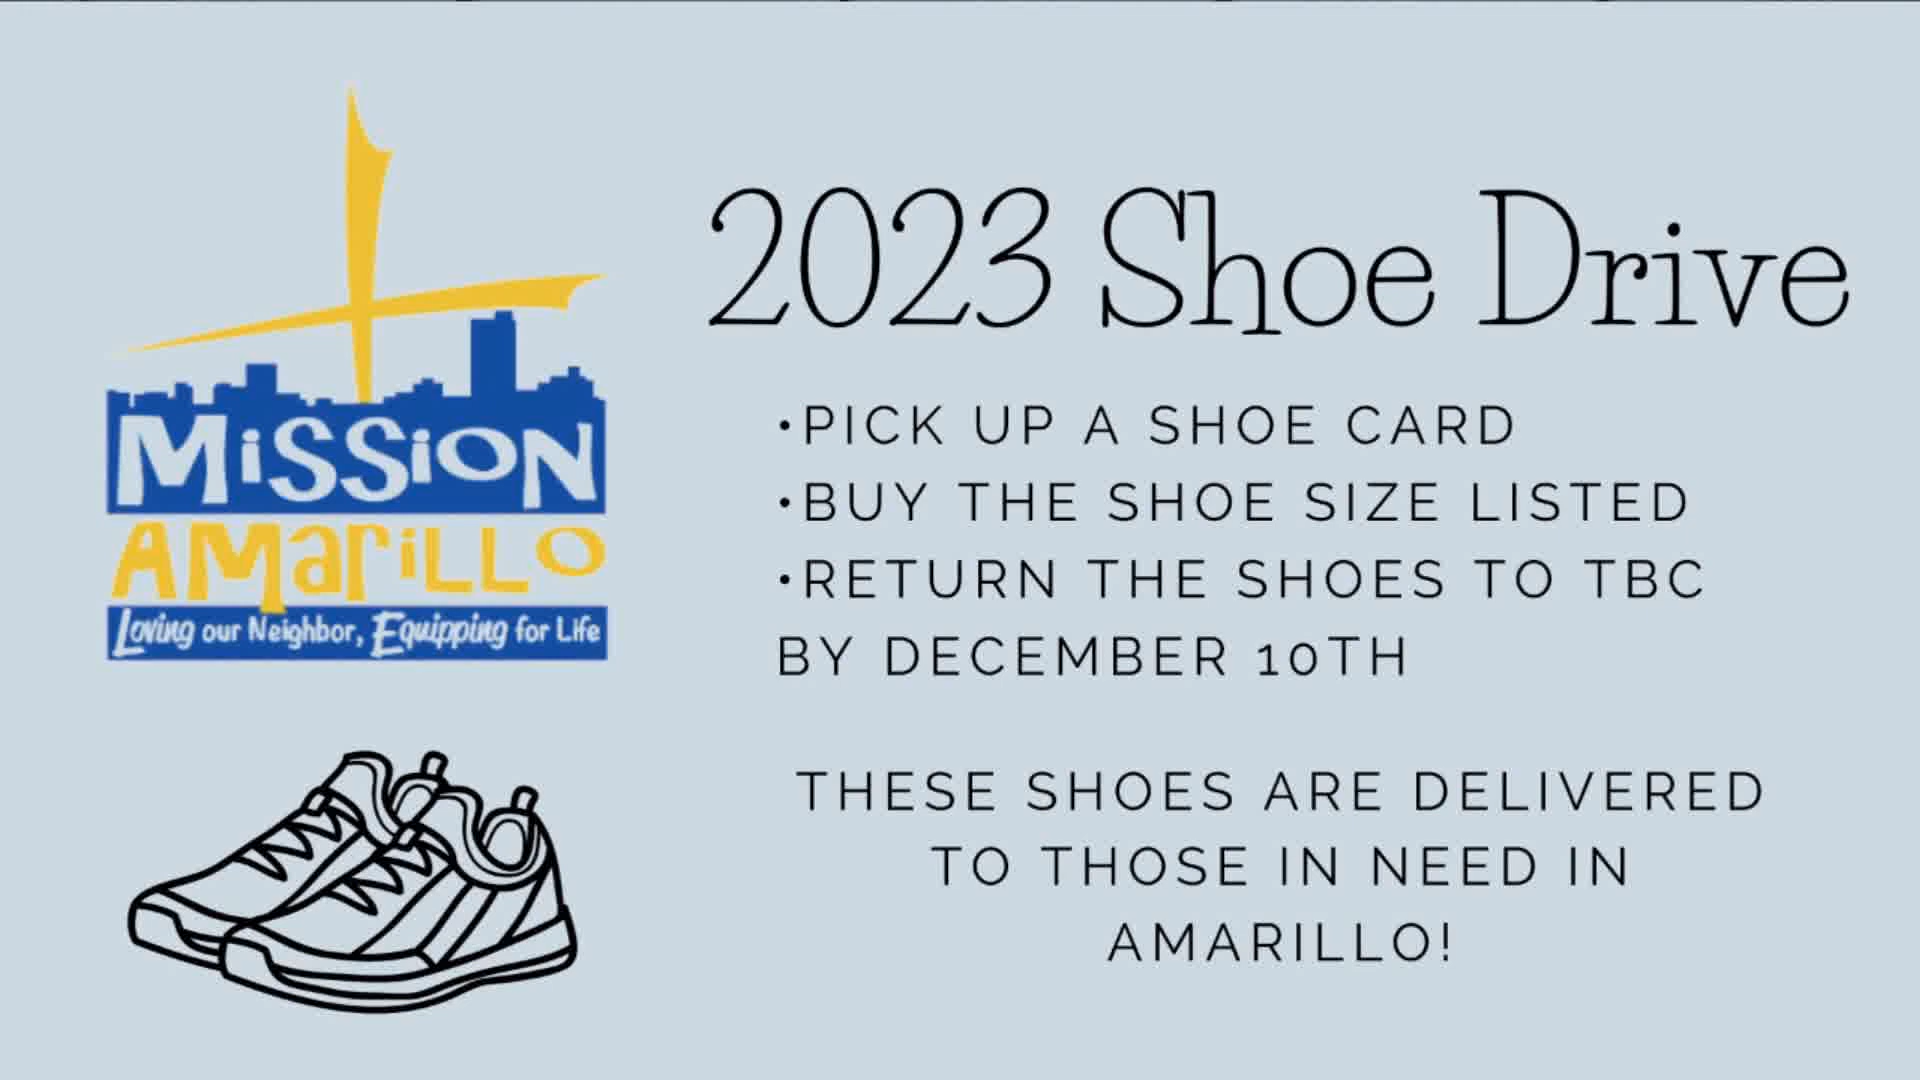 2023 Shoe Drive
•PICK UP A SHOE CARD
•BUY THE SHOE SIZE LISTED
•RETURN THE SHOES TO TBC
BY DECEMBER 10TH
THESE SHOES ARE DELIVERED
TO THOSE IN NEED IN
AMARILLO!
MiSSiON
AMariLLO
Loving our Neighbor, Equipping for Life